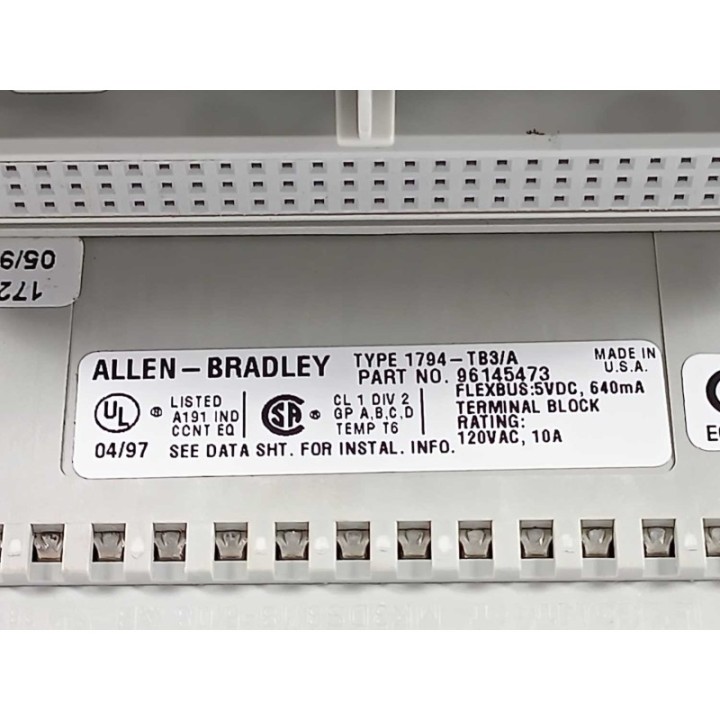 ALLEN-BRADLEY
TYPE 1794-TB3/A
PART NO. 96145473
MADE IN
U.S.A.
FLEXBUS:5VDC, 640mA
TERMINAL BLOCK
RATING:
120VAC, 10A
UL
®
LISTED
A191 IND
CCNT EQ
SA
®
CL 1 DIV 2
GP A,B,C,D
TEMP T6
04/97
SEE DATA SHT. FOR INSTAL. INFO.
05/9
172